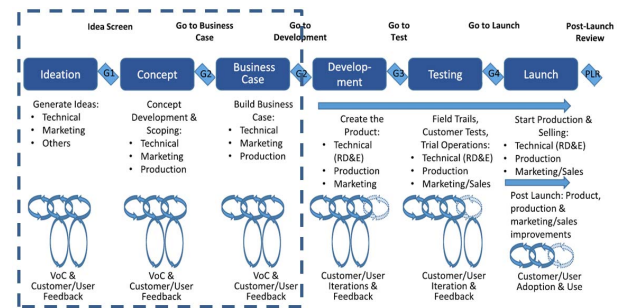 Idea Screen
Go to Business
Case
Go to
Development
Go to
Test
Go to Launch
Post-Launch
Review
Ideation
G1
Concept
G2
Business
Case
G2
Develop-
ment
G3
Testing
G4
Launch
PLR
Generate Ideas:
• Technical
• Marketing
• Others
Concept
Development &
Scoping:
• Technical
• Marketing
• Production
Build Business
Case:
• Technical
• Marketing
• Production
Create the
Product:
• Technical
(RD&E)
• Production
• Marketing
Field Trails,
Customer Tests,
Trial Operations:
• Technical (RD&E)
• Production
• Marketing/Sales
Start Production &
Selling:
• Technical (RD&E)
• Production
• Marketing/Sales
Post Launch: Product,
production &
marketing/sales
improvements
VoC &
Customer/User
Feedback
VoC &
Customer/User
Feedback
VoC &
Customer/User
Feedback
Customer/User
Iterations &
Feedback
Customer/User
Iteration &
Feedback
Customer/User
Adoption & Use